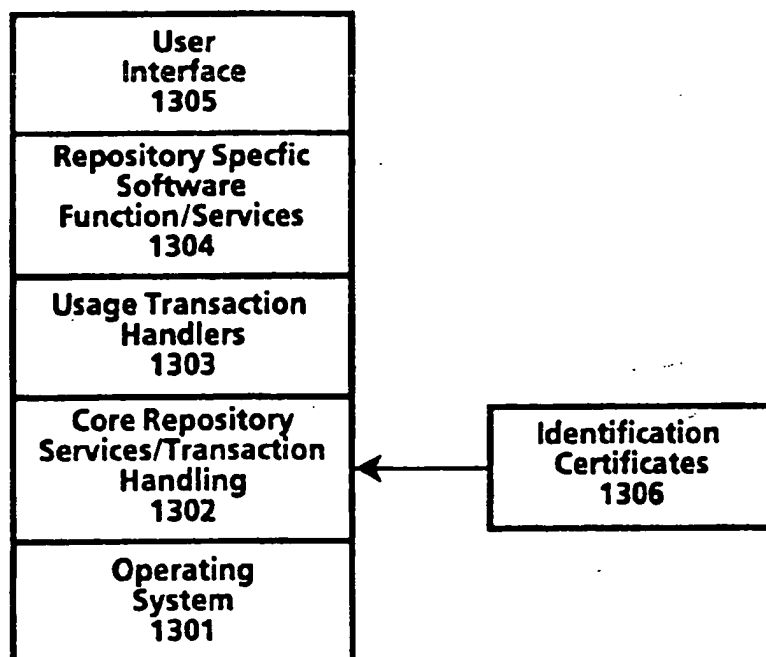 User
Interface
1305
Repository Specfic
Software
Function/Services
1304
Usage Transaction
Handlers
1303
Core Repository
Services/Transaction
Handling
1302
Identification
Certificates
1306
Operating
System
1301